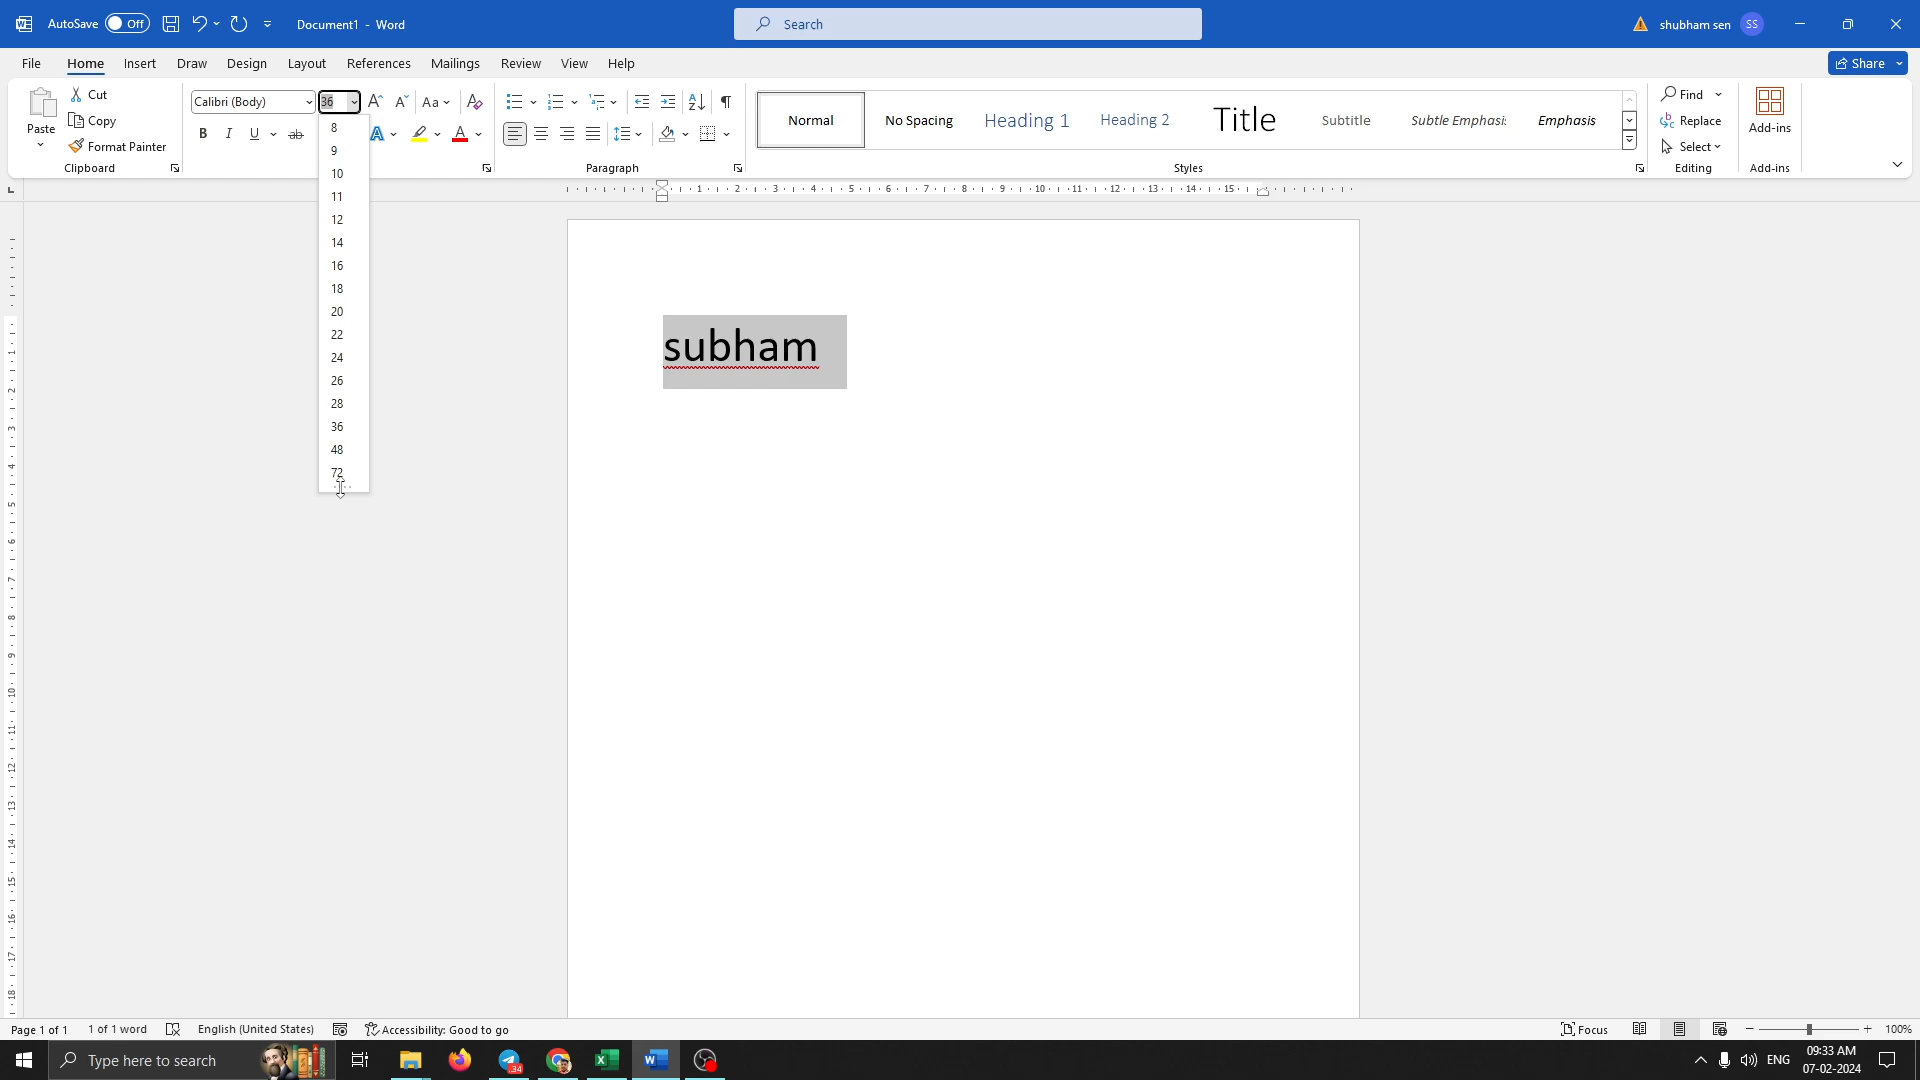 AutoSave Off Document1 - Word Search shubham sen SS
File Home Insert Draw Design Layout References Mailings Review View Help Share
Paste Cut Copy Format Painter Clipboard
Calibri (Body) 36 Aa
Paragraph
Normal No Spacing Heading 1 Heading 2 Title Subtitle Subtle Emphasi: Emphasis
Styles
Find Replace Select Editing
Add-ins Add-ins
8
9
10
11
12
14
16
18
20
22
24
26
28
36
48
72
subham
Page 1 of 1 1 of 1 word English (United States) Accessibility: Good to go Focus 100%
Type here to search 34 ENG 09:33 AM
07-02-2024